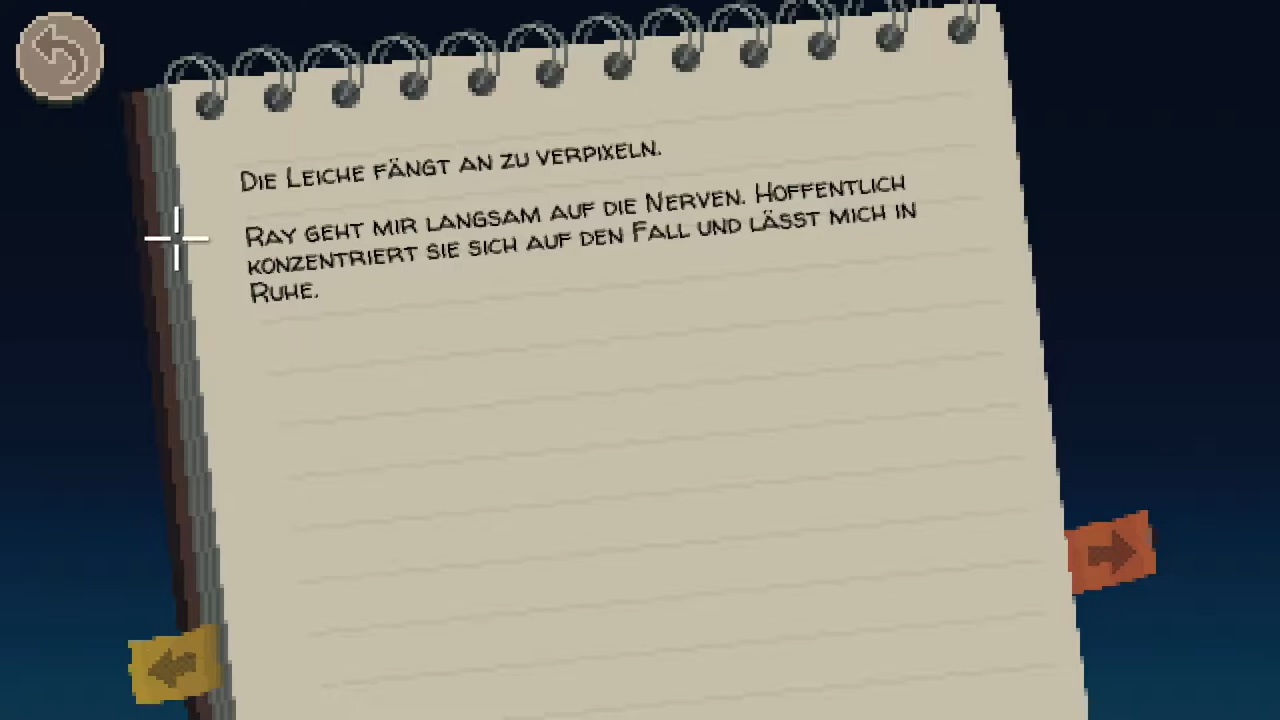 Die Leiche fängt an zu verpixeln.
Ray geht mir langsam auf die Nerven. Hoffentlich
konzentriert sie sich auf den Fall und lässt mich in
Ruhe.